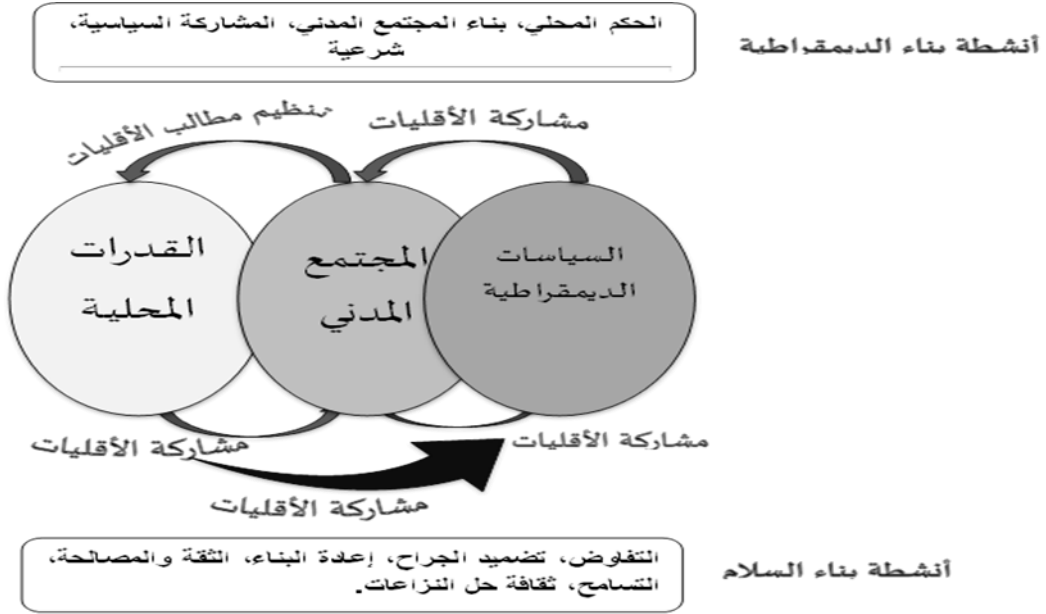 الحكم المحلي، بناء المجتمع المدني، المشاركة السياسية،
شرعية
أنشطة بناء الديمقراطية
مشاركة الأقليات
تنظيم مطالب الأقليات
السياسات
الديمقراطية
المجتمع
المدني
القدرات
المحلية
مشاركة الأقليات
مشاركة الأقليات
مشاركة الأقليات
أنشطة بناء السلام
التفاوض، تضميد الجراح، إعادة البناء، الثقة والمصالحة،
التسامح، ثقافة حل النزاعات.